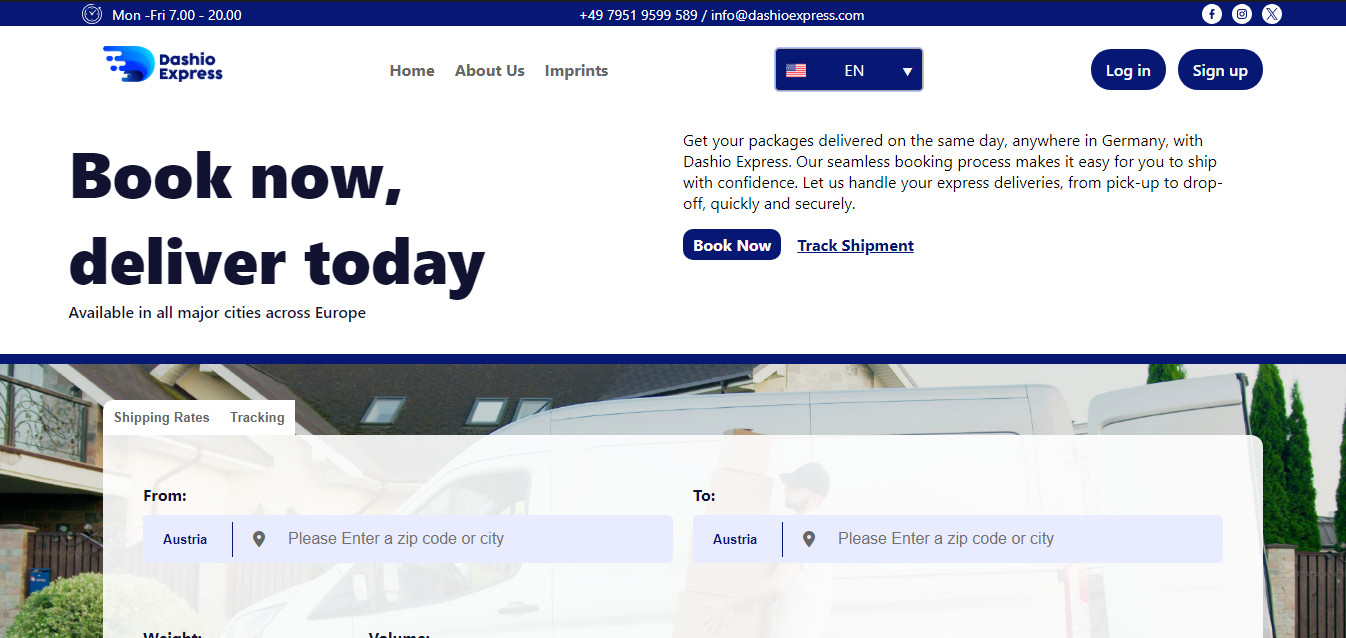 Mon -Fri 7.00 - 20.00
+49 7951 9599 589 / info@dashioexpress.com
Dashio
Express
Home About Us Imprints
EN
Log in
Sign up
Book now,
deliver today
Available in all major cities across Europe
Get your packages delivered on the same day, anywhere in Germany, with
Dashio Express. Our seamless booking process makes it easy for you to ship
with confidence. Let us handle your express deliveries, from pick-up to drop-
off, quickly and securely.
Book Now Track Shipment
Shipping Rates Tracking
From:
Austria Please Enter a zip code or city
To:
Austria Please Enter a zip code or city
Weight: Volume: